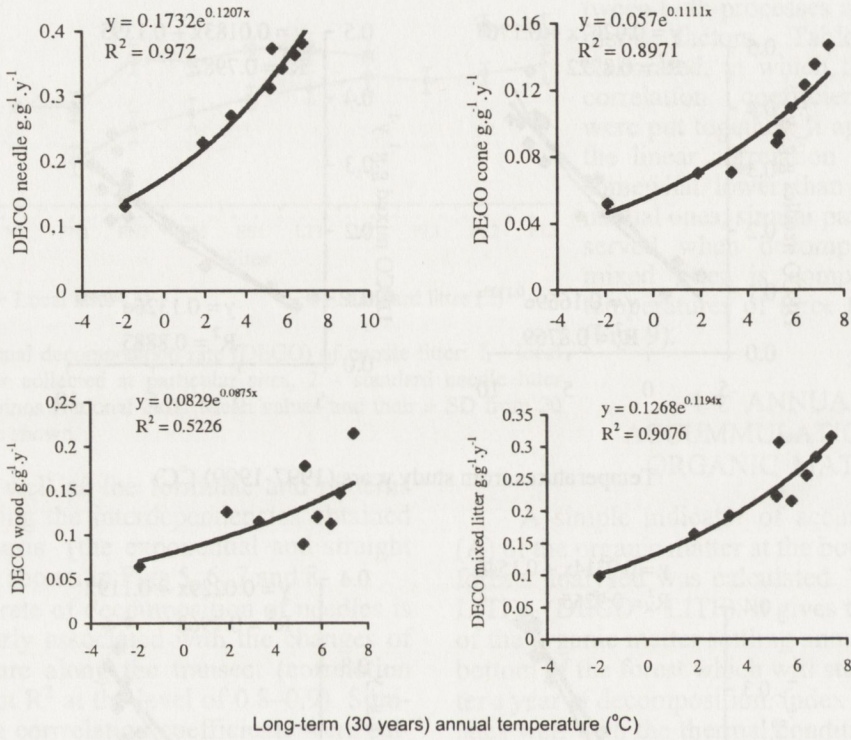 y = 0.1732e^0.1207x
R² = 0.972
DECO needle g.g⁻¹.y⁻¹
0.4
0.3
0.2
0.1
0
-4 -2 0 2 4 6 8 10
y = 0.057e^0.1111x
R² = 0.8971
DECO cone g.g⁻¹.y⁻¹
0.16
0.12
0.08
0.04
0
-4 -2 0 2 4 6 8
y = 0.0829e^0.0875x
R² = 0.5226
DECO wood g.g⁻¹.y⁻¹
0.25
0.2
0.15
0.1
0.05
0
-4 -2 0 2 4 6 8
y = 0.1268e^0.1194x
R² = 0.9076
DECO mixed litter g.g⁻¹.y⁻¹
0.35
0.3
0.25
0.2
0.15
0.1
0.05
0
-4 -2 0 2 4 6 8
Long-term (30 years) annual temperature (°C)